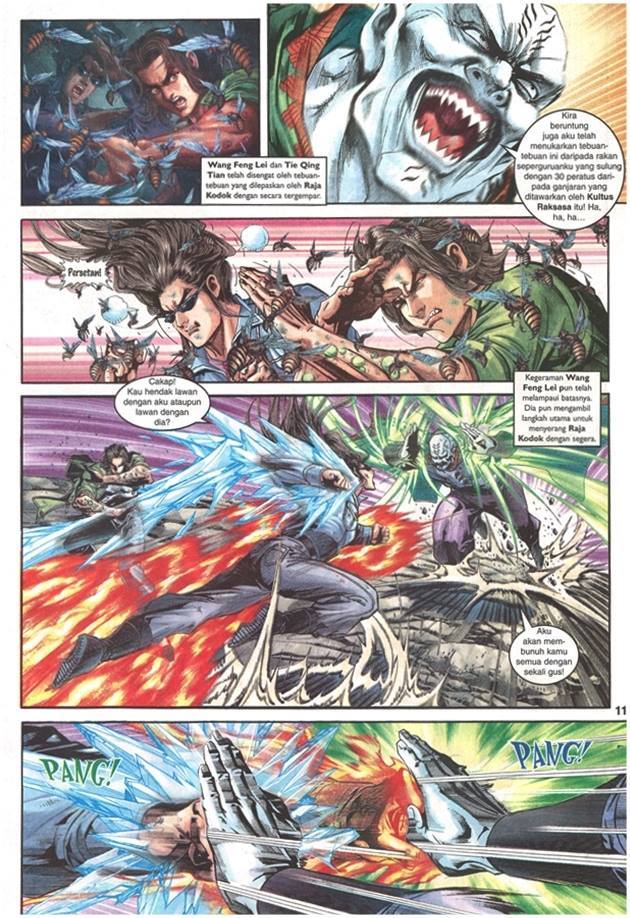 Wang Feng Lei dan Tie Qing
Tian telah disengat oleh tebuan-
tebuan yang dilepaskan oleh Raja
Kodok dengan secara tergempar.
Kira
beruntung
juga aku telah
menukarkan tebuan-
tebuan ini daripada rakan
seperguruanku yang sulung
dengan 30 peratus dari-
pada ganjaran yang
ditawarkan oleh Kultus
Raksasa itu! Ha,
ha, ha...
Persetan!
Kegeraman Wang
Feng Lei pun telah
melampaui batasnya.
Dia pun mengambil
langkah utama untuk
menyerang Raja
Kodok dengan segera.
Cakap!
Kau hendak lawan
dengan aku ataupun
lawan dengan
dia?
Aku
akan mem-
bunuh kamu
semua dengan
sekali gus!
11
PANG!
PANG!